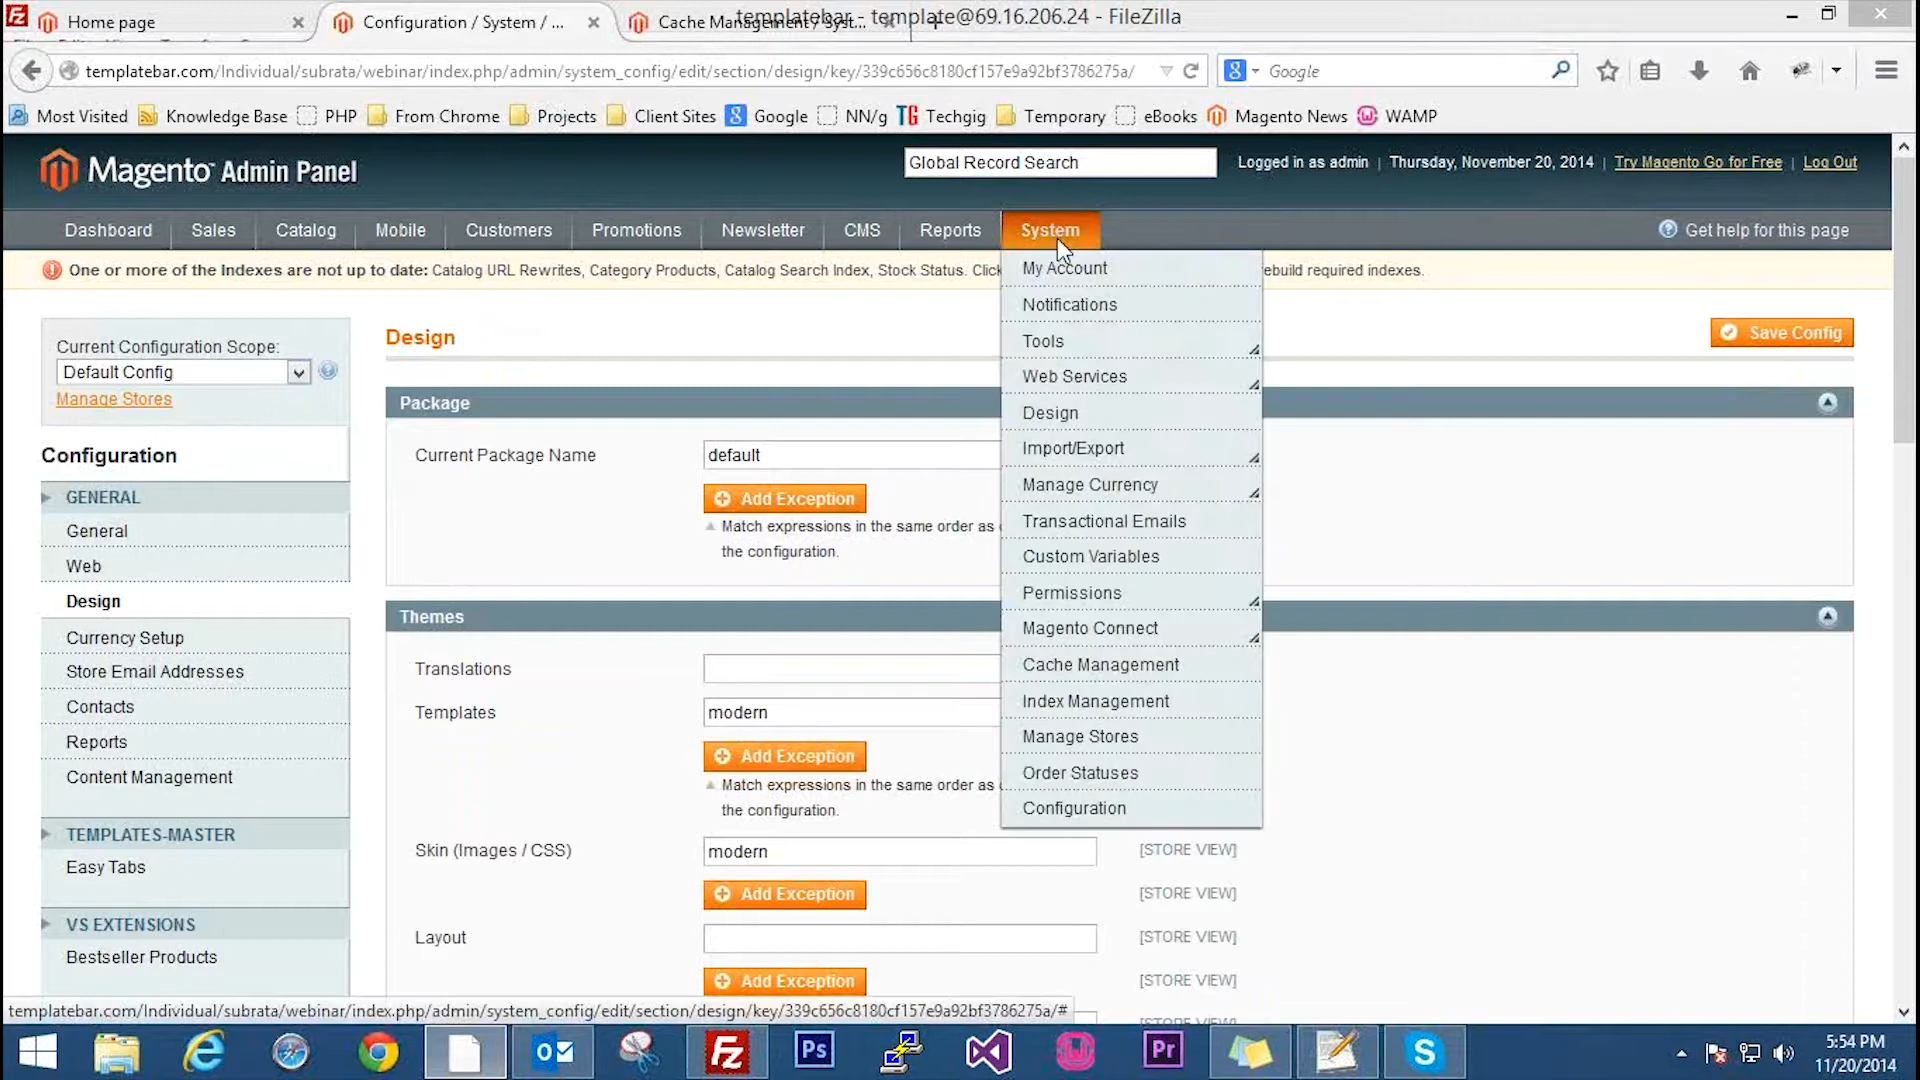 Home page
Configuration / System / ...
Cache Management / Syst...
templatebar - template@69.16.206.24 - FileZilla
templatebar.com/Individual/subrata/webinar/index.php/admin/system_config/edit/section/design/key/339c656c8180cf157e9a92bf3786275a/
Google
Most Visited Knowledge Base PHP From Chrome Projects Client Sites Google NN/g Techgig Temporary eBooks Magento News WAMP
Magento Admin Panel
Global Record Search
Logged in as admin | Thursday, November 20, 2014 | Try Magento Go for Free | Log Out
Dashboard Sales Catalog Mobile Customers Promotions Newsletter CMS Reports System
Get help for this page
One or more of the Indexes are not up to date: Catalog URL Rewrites, Category Products, Catalog Search Index, Stock Status. Click
ebuild required indexes.
My Account
Notifications
Tools
Web Services
Design
Import/Export
Manage Currency
Transactional Emails
Custom Variables
Permissions
Magento Connect
Cache Management
Index Management
Manage Stores
Order Statuses
Configuration
Current Configuration Scope:
Default Config
Manage Stores
Configuration
GENERAL
General
Web
Design
Currency Setup
Store Email Addresses
Contacts
Reports
Content Management
TEMPLATES-MASTER
Easy Tabs
VS EXTENSIONS
Bestseller Products
Design
Save Config
Package
Current Package Name
default
Add Exception
Match expressions in the same order as
the configuration.
Themes
Translations
Templates
modern
Add Exception
Match expressions in the same order as
the configuration.
Skin (Images / CSS)
modern
[STORE VIEW]
Add Exception
[STORE VIEW]
Layout
[STORE VIEW]
Add Exception
[STORE VIEW]
templatebar.com/Individual/subrata/webinar/index.php/admin/system_config/edit/section/design/key/339c656c8180cf157e9a92bf3786275a/#
Ps
Pr
5:54 PM
11/20/2014